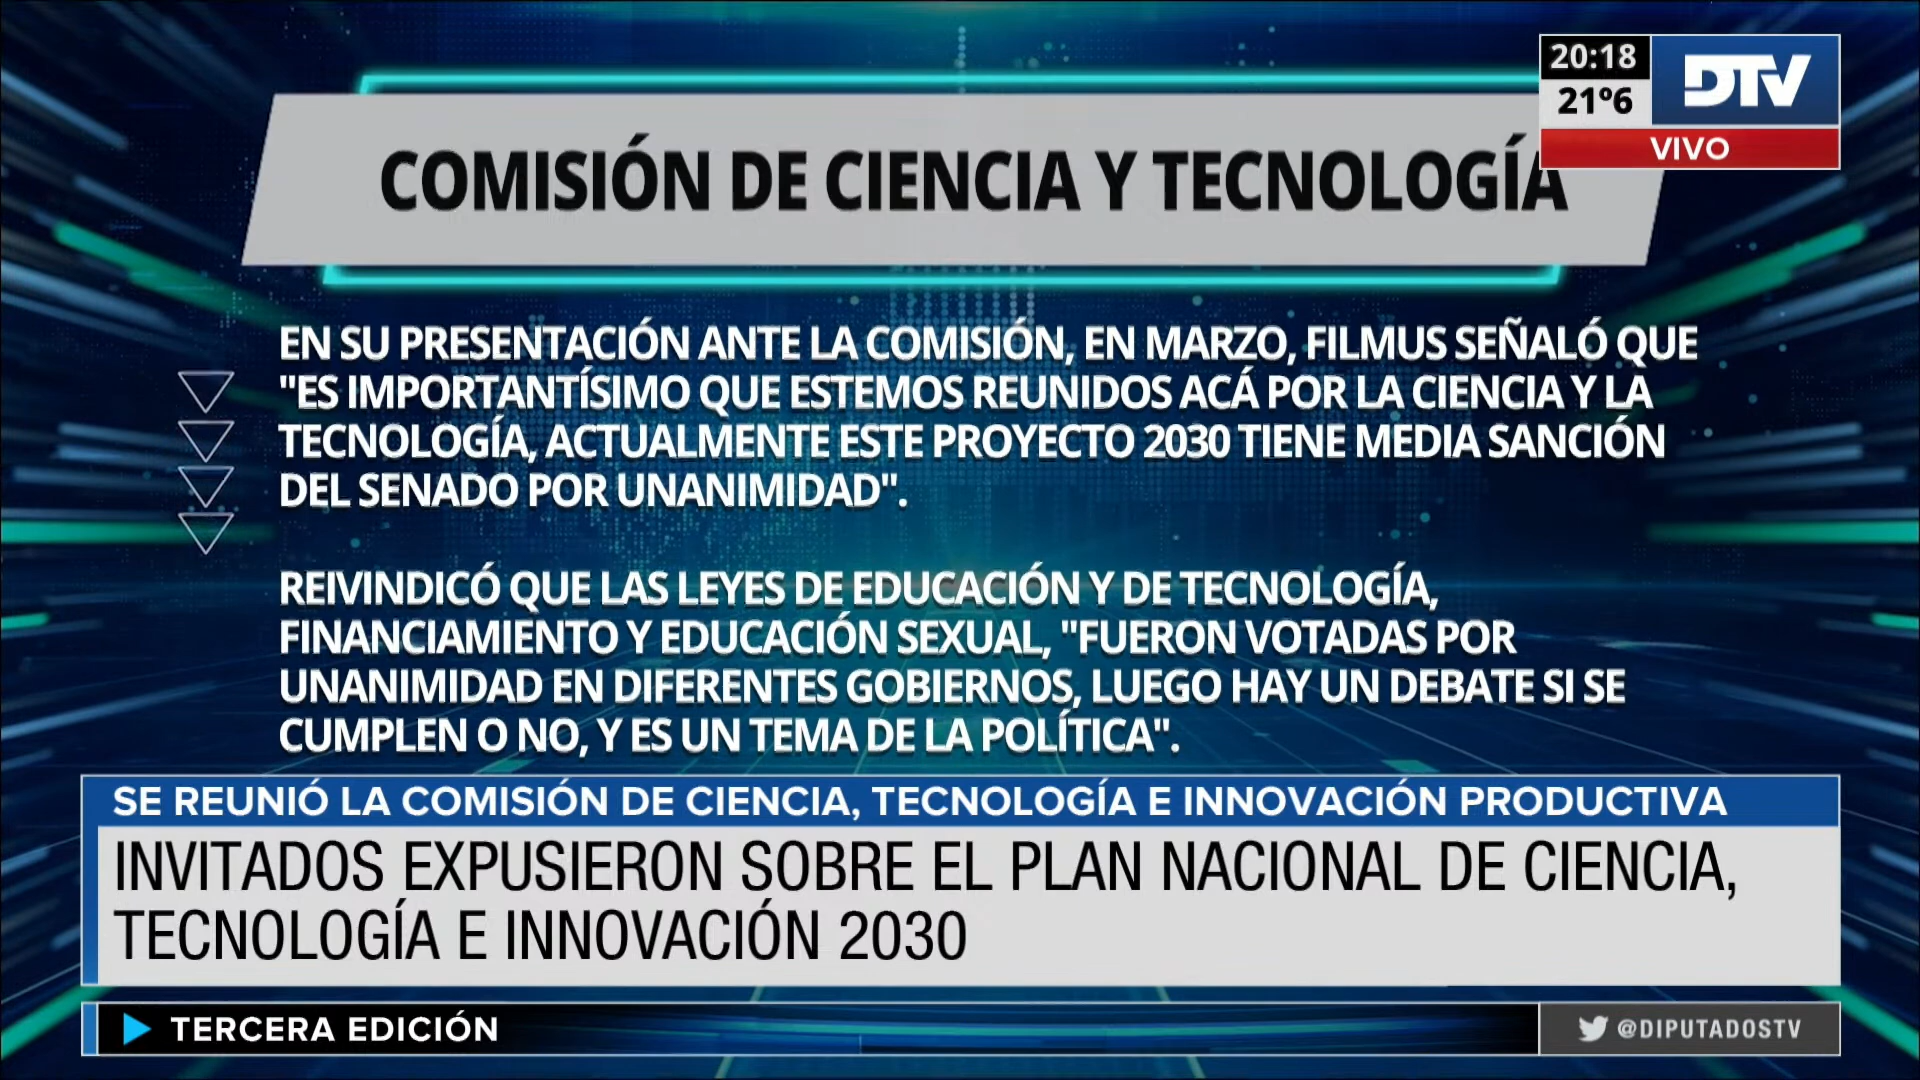 20:18
21º6
DTV
VIVO
COMISIÓN DE CIENCIA Y TECNOLOGÍA
EN SU PRESENTACIÓN ANTE LA COMISIÓN, EN MARZO, FILMUS SEÑALÓ QUE
"ES IMPORTANTÍSIMO QUE ESTEMOS REUNIDOS ACÁ POR LA CIENCIA Y LA
TECNOLOGÍA, ACTUALMENTE ESTE PROYECTO 2030 TIENE MEDIA SANCIÓN
DEL SENADO POR UNANIMIDAD".
REIVINDICÓ QUE LAS LEYES DE EDUCACIÓN Y DE TECNOLOGÍA,
FINANCIAMIENTO Y EDUCACIÓN SEXUAL, "FUERON VOTADAS POR
UNANIMIDAD EN DIFERENTES GOBIERNOS, LUEGO HAY UN DEBATE SI SE
CUMPLEN O NO, Y ES UN TEMA DE LA POLÍTICA".
SE REUNIÓ LA COMISIÓN DE CIENCIA, TECNOLOGÍA E INNOVACIÓN PRODUCTIVA
INVITADOS EXPUSIERON SOBRE EL PLAN NACIONAL DE CIENCIA,
TECNOLOGÍA E INNOVACIÓN 2030
TERCERA EDICIÓN
@DIPUTADOSTV